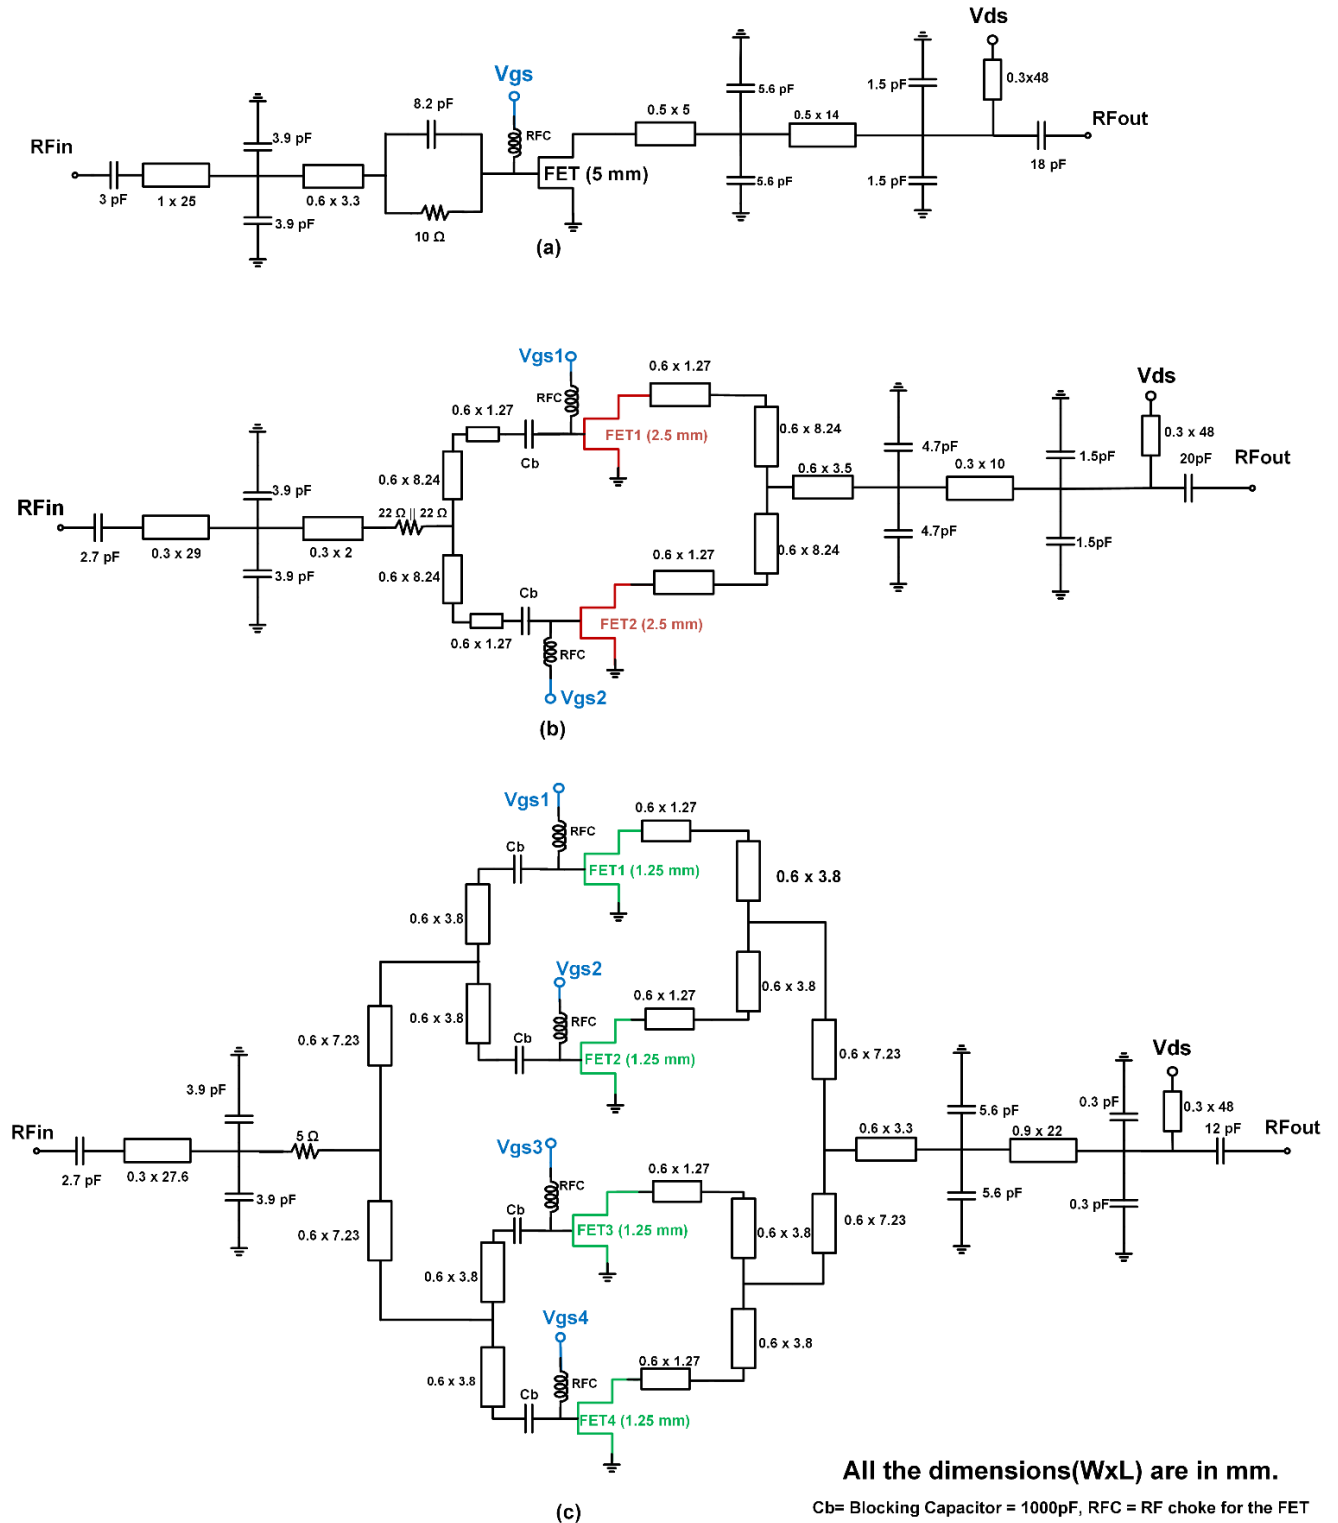 Vds
0.3x48
5.6 pF
1.5 pF
Vgs
8.2 pF
RFC
0.5 x 5
0.5 x 14
RFin
3.9 pF
RFout
18 pF
FET (5 mm)
3 pF
1 x 25
0.6 x 3.3
5.6 pF
1.5 pF
3.9 pF
10 Ω
(a)
Vgs1
0.6 x 1.27
Vds
RFC
0.6 x 1.27
0.6 x 8.24
0.3 x 48
FET1 (2.5 mm)
4.7pF
1.5pF
20pF
RFout
Cb
0.6 x 8.24
0.6 x 3.5
0.3 x 10
3.9 pF
RFin
22 Ω || 22 Ω
2.7 pF
0.3 x 29
0.3 x 2
4.7pF
1.5pF
0.6 x 8.24
0.6 x 1.27
0.6 x 8.24
3.9 pF
Cb
FET2 (2.5 mm)
0.6 x 1.27
RFC
Vgs2
(b)
Vgs1
0.6 x 1.27
RFC
Cb
FET1 (1.25 mm)
0.6 x 3.8
0.6 x 3.8
Vgs2
0.6 x 1.27
0.6 x 3.8
0.6 x 3.8
RFC
Cb
FET2 (1.25 mm)
0.6 x 7.23
0.6 x 7.23
Vds
3.9 pF
5.6 pF
0.3 pF
0.3 x 48
12 pF
RFout
RFin
5 Ω
0.6 x 3.3
0.9 x 22
Vgs3
2.7 pF
0.3 x 27.6
0.6 x 1.27
RFC
3.9 pF
5.6 pF
0.3 pF
Cb
FET3 (1.25 mm)
0.6 x 7.23
0.6 x 3.8
0.6 x 7.23
0.6 x 3.8
Vgs4
0.6 x 3.8
0.6 x 1.27
0.6 x 3.8
RFC
Cb
FET4 (1.25 mm)
All the dimensions(WxL) are in mm.
Cb= Blocking Capacitor = 1000pF, RFC = RF choke for the FET
(c)